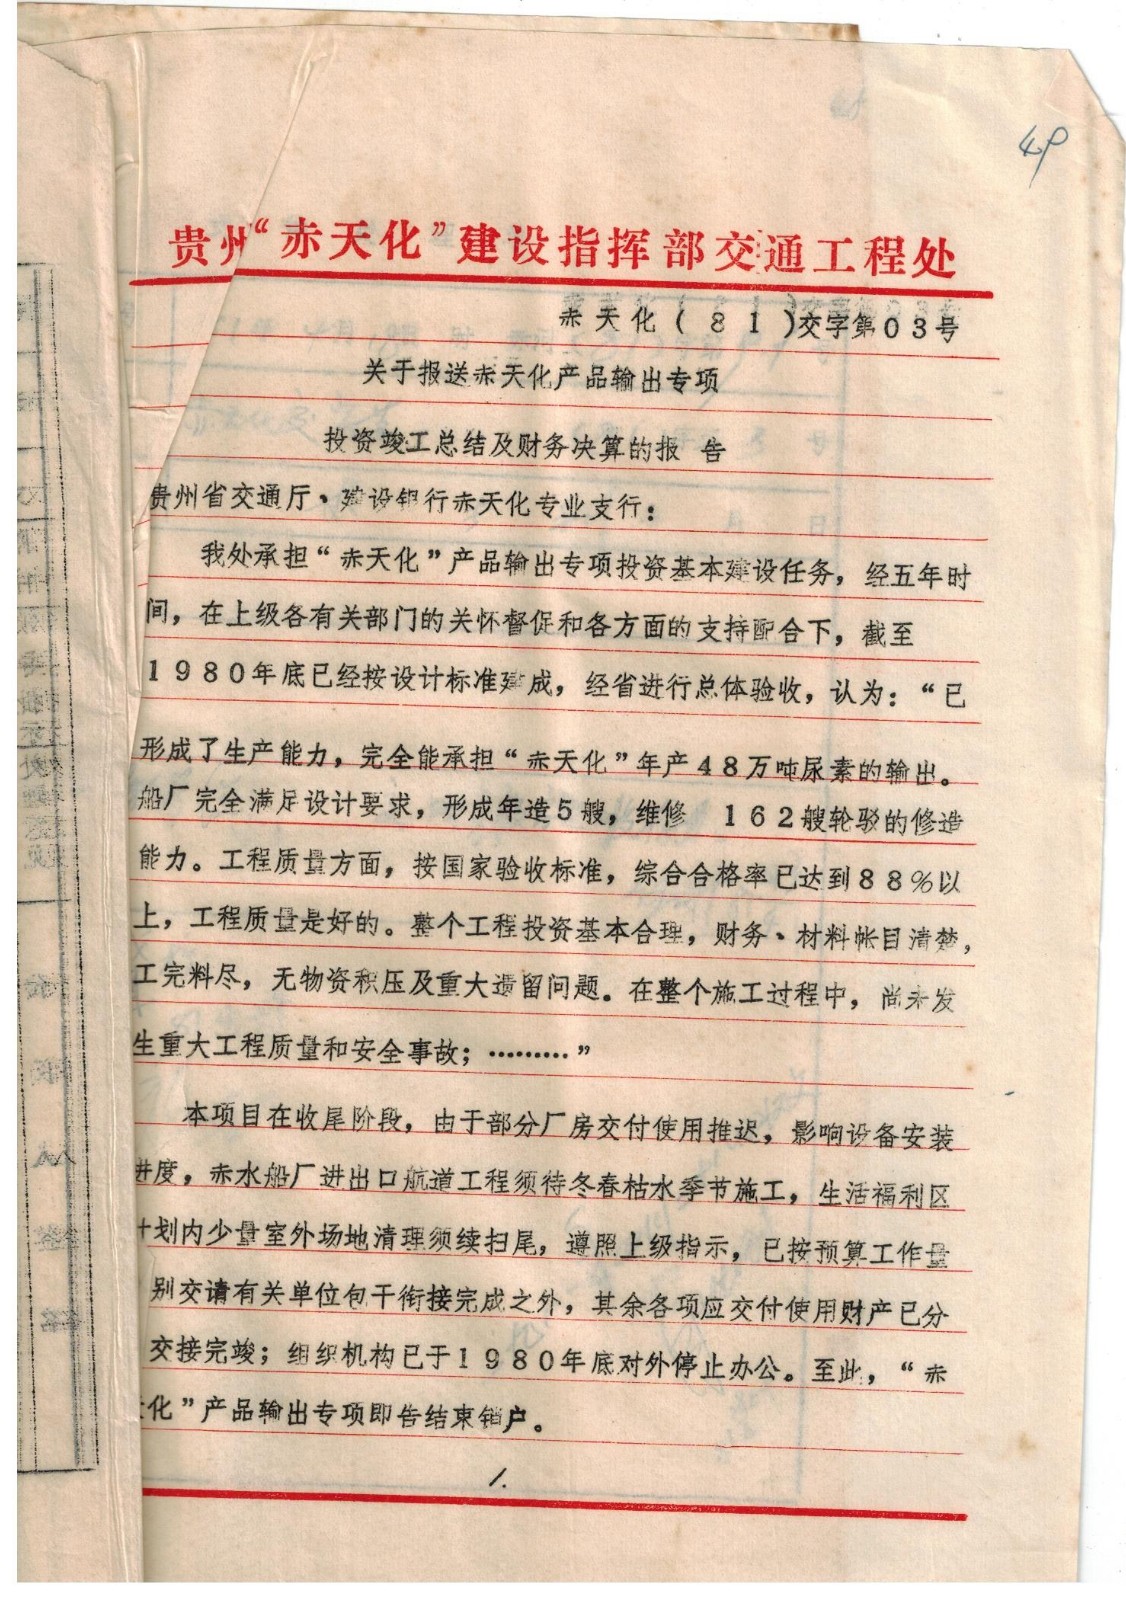 49
贵州“赤天化”建设指挥部交通工程处
赤天化(81)交字第03号
关于报送赤天化产品输出专项
投资竣工总结及财务决算的报 告
贵州省交通厅、建设银行赤天化专业支行：
我处承担“赤天化”产品输出专项投资基本建设任务，经五年时
间，在上级各有关部门的关怀督促和各方面的支持配合下，截至
1980年底已经按设计标准建成，经省进行总体验收，认为：“已
形成了生产能力，完全能承担“赤天化”年产48万吨尿素的输出。
船厂完全满足设计要求，形成年造5艘，维修 162艘轮驳的修造
能力。工程质量方面，按国家验收标准，综合合格率已达到88%以
上，工程质量是好的。整个工程投资基本合理，财务、材料帐目清楚，
工完料尽，无物资积压及重大遗留问题。在整个施工过程中，尚未发
生重大工程质量和安全事故；………”
本项目在收尾阶段，由于部分厂房交付使用推迟，影响设备安装
进度，赤水船厂进出口航道工程须待冬春枯水季节施工，生活福利区
计划内少量室外场地清理须续扫尾，遵照上级指示，已按预算工作量
别交请有关单位包干衔接完成之外，其余各项应交付使用财产已分
交接完竣；组织机构已于1980年底对外停止办公。至此，“赤
天化”产品输出专项即告结束销户。
1.